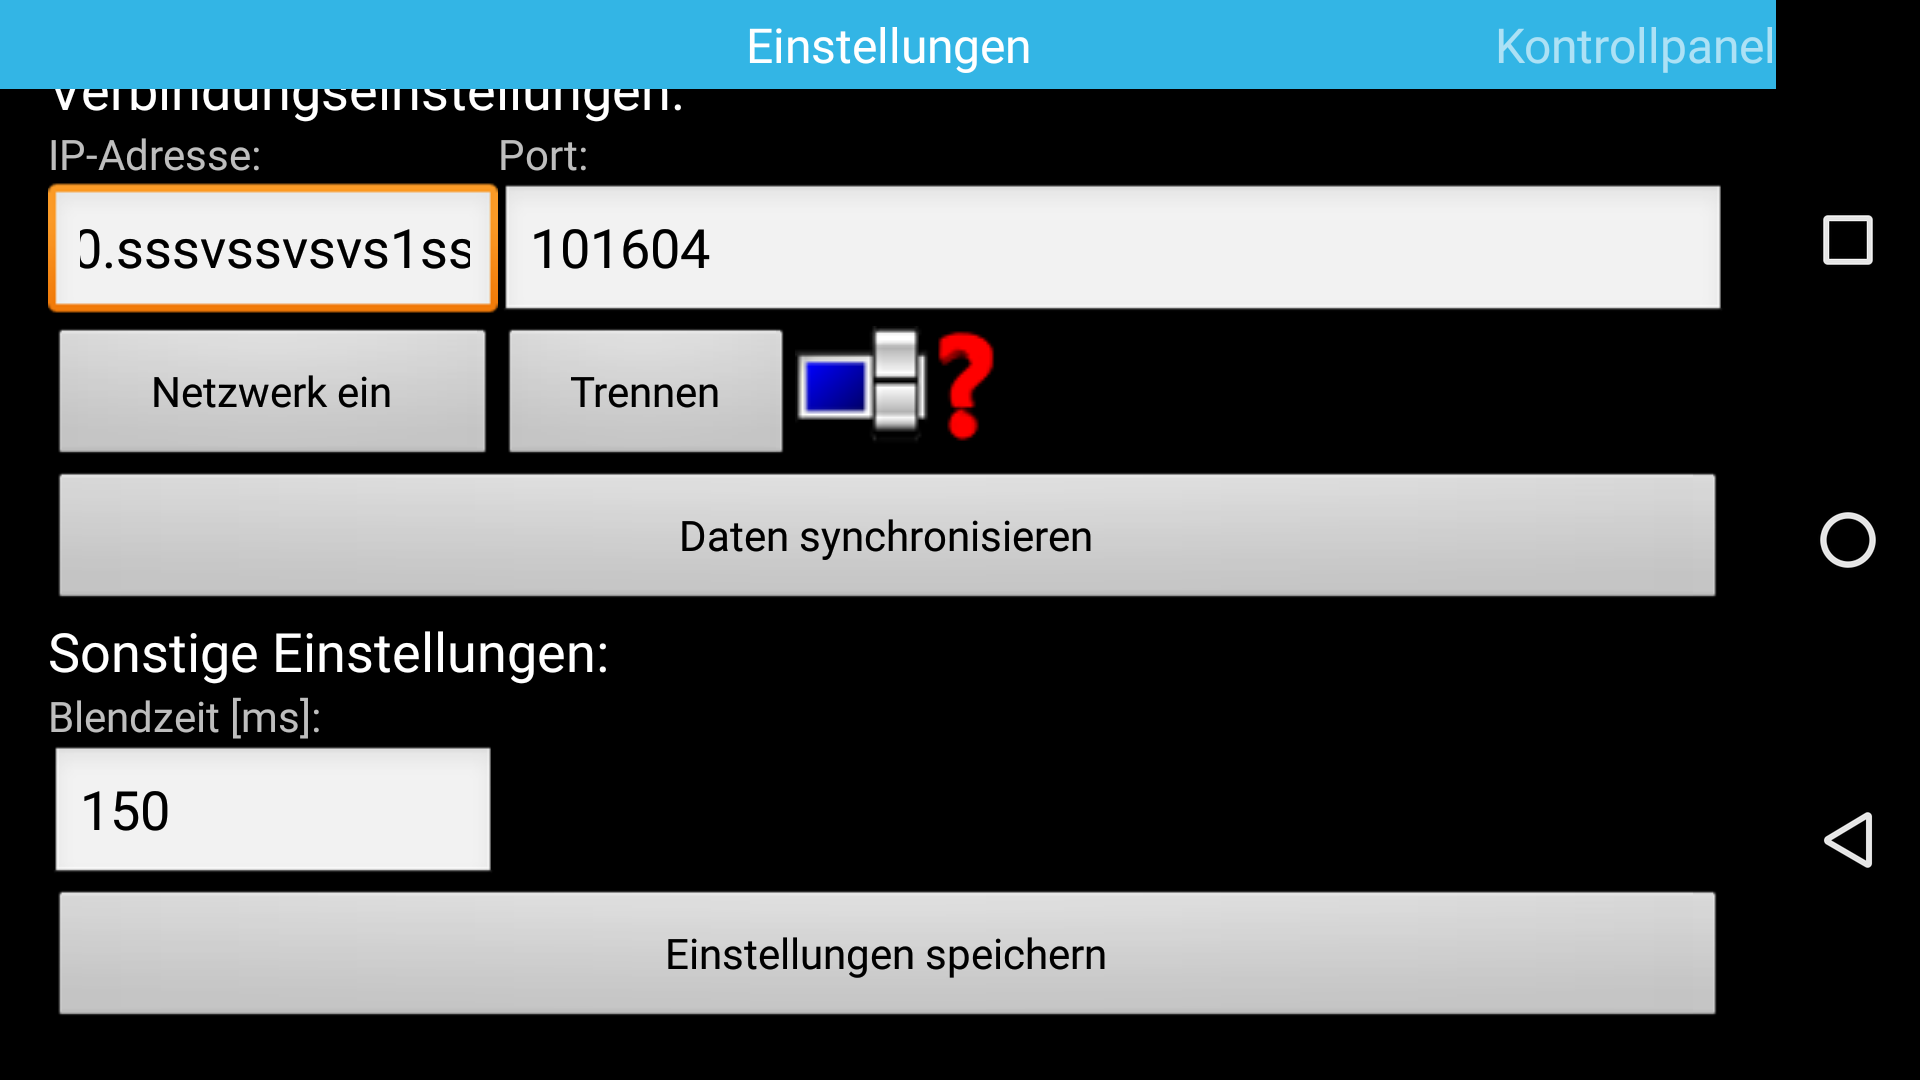 Einstellungen Kontrollpanel
Verbindungseinstellungen:
IP-Adresse: Port:
0.sssvssvsvs1ss 101604
Netzwerk ein Trennen ?
Daten synchronisieren
Sonstige Einstellungen:
Blendzeit [ms]:
150
Einstellungen speichern